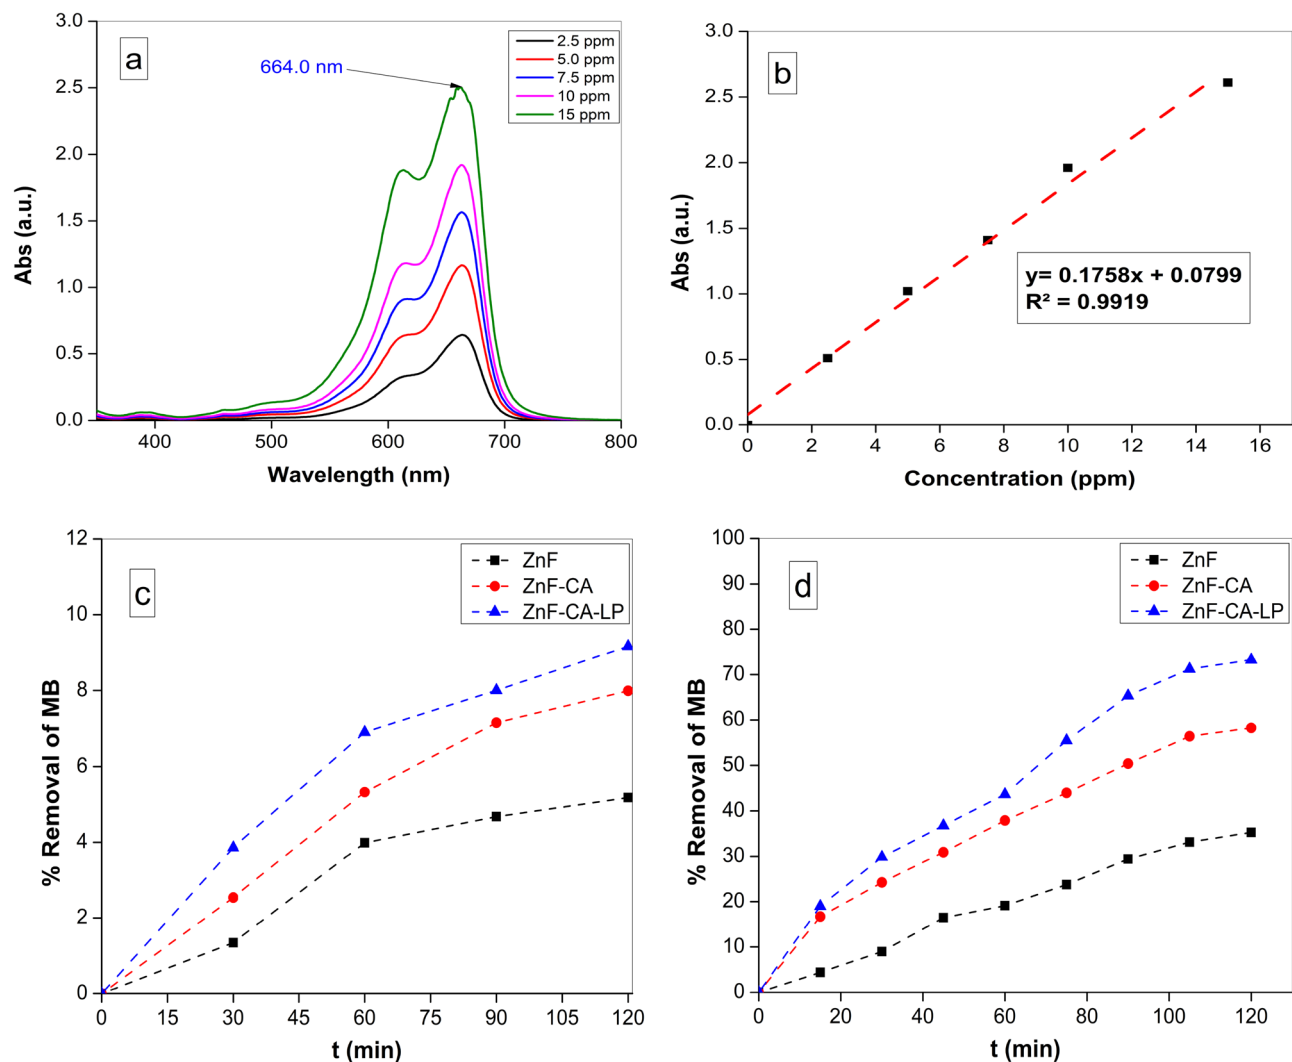 a
664.0 nm
2.5 ppm
5.0 ppm
7.5 ppm
10 ppm
15 ppm
3.0
2.5
2.0
1.5
1.0
0.5
0.0
Abs (a.u.)
400
500
600
700
800
Wavelength (nm)
b
3.0
2.5
2.0
1.5
1.0
0.5
0.0
Abs (a.u.)
y= 0.1758x + 0.0799
R² = 0.9919
0
2
4
6
8
10
12
14
16
Concentration (ppm)
c
ZnF
ZnF-CA
ZnF-CA-LP
12
10
8
6
4
2
0
% Removal of MB
0
15
30
45
60
75
90
105
120
t (min)
d
ZnF
ZnF-CA
ZnF-CA-LP
100
90
80
70
60
50
40
30
20
10
0
% Removal of MB
0
20
40
60
80
100
120
t (min)